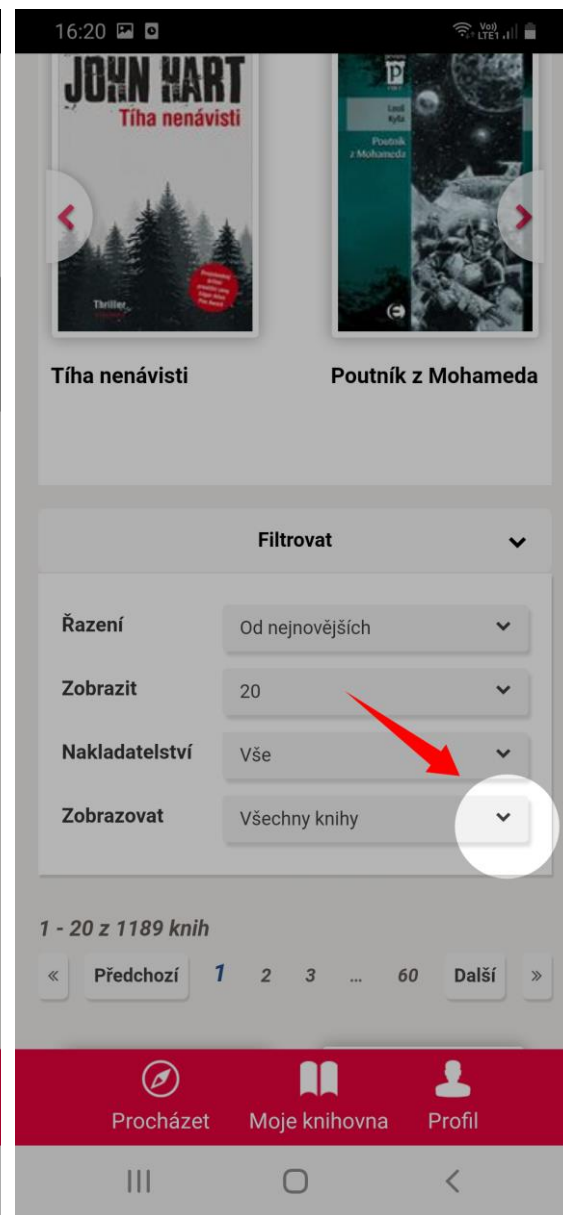 16:20
Vo))
LTE1
JOHN HART
Tíha nenávisti
Thriller
P
Poutník
z Mohameda
Tíha nenávisti
Poutník z Mohameda
Filtrovat
Řazení
Od nejnovějších
Zobrazit
20
Nakladatelství
Vše
Zobrazovat
Všechny knihy
1 - 20 z 1189 knih
« Předchozí 1 2 3 ... 60 Další »
Procházet Moje knihovna Profil